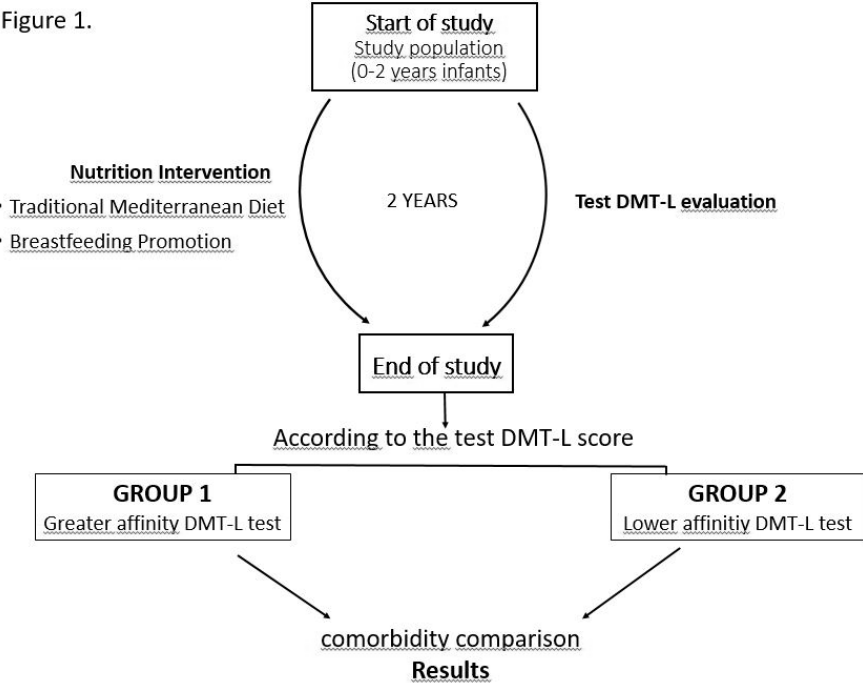 Figure 1.
Start of study
Study population
(0-2 years infants)
Nutrition Intervention
• Traditional Mediterranean Diet
• Breastfeeding Promotion
2 YEARS
Test DMT-L evaluation
End of study
According to the test DMT-L score
GROUP 1
Greater affinity DMT-L test
GROUP 2
Lower affinitiy DMT-L test
comorbidity comparison
Results